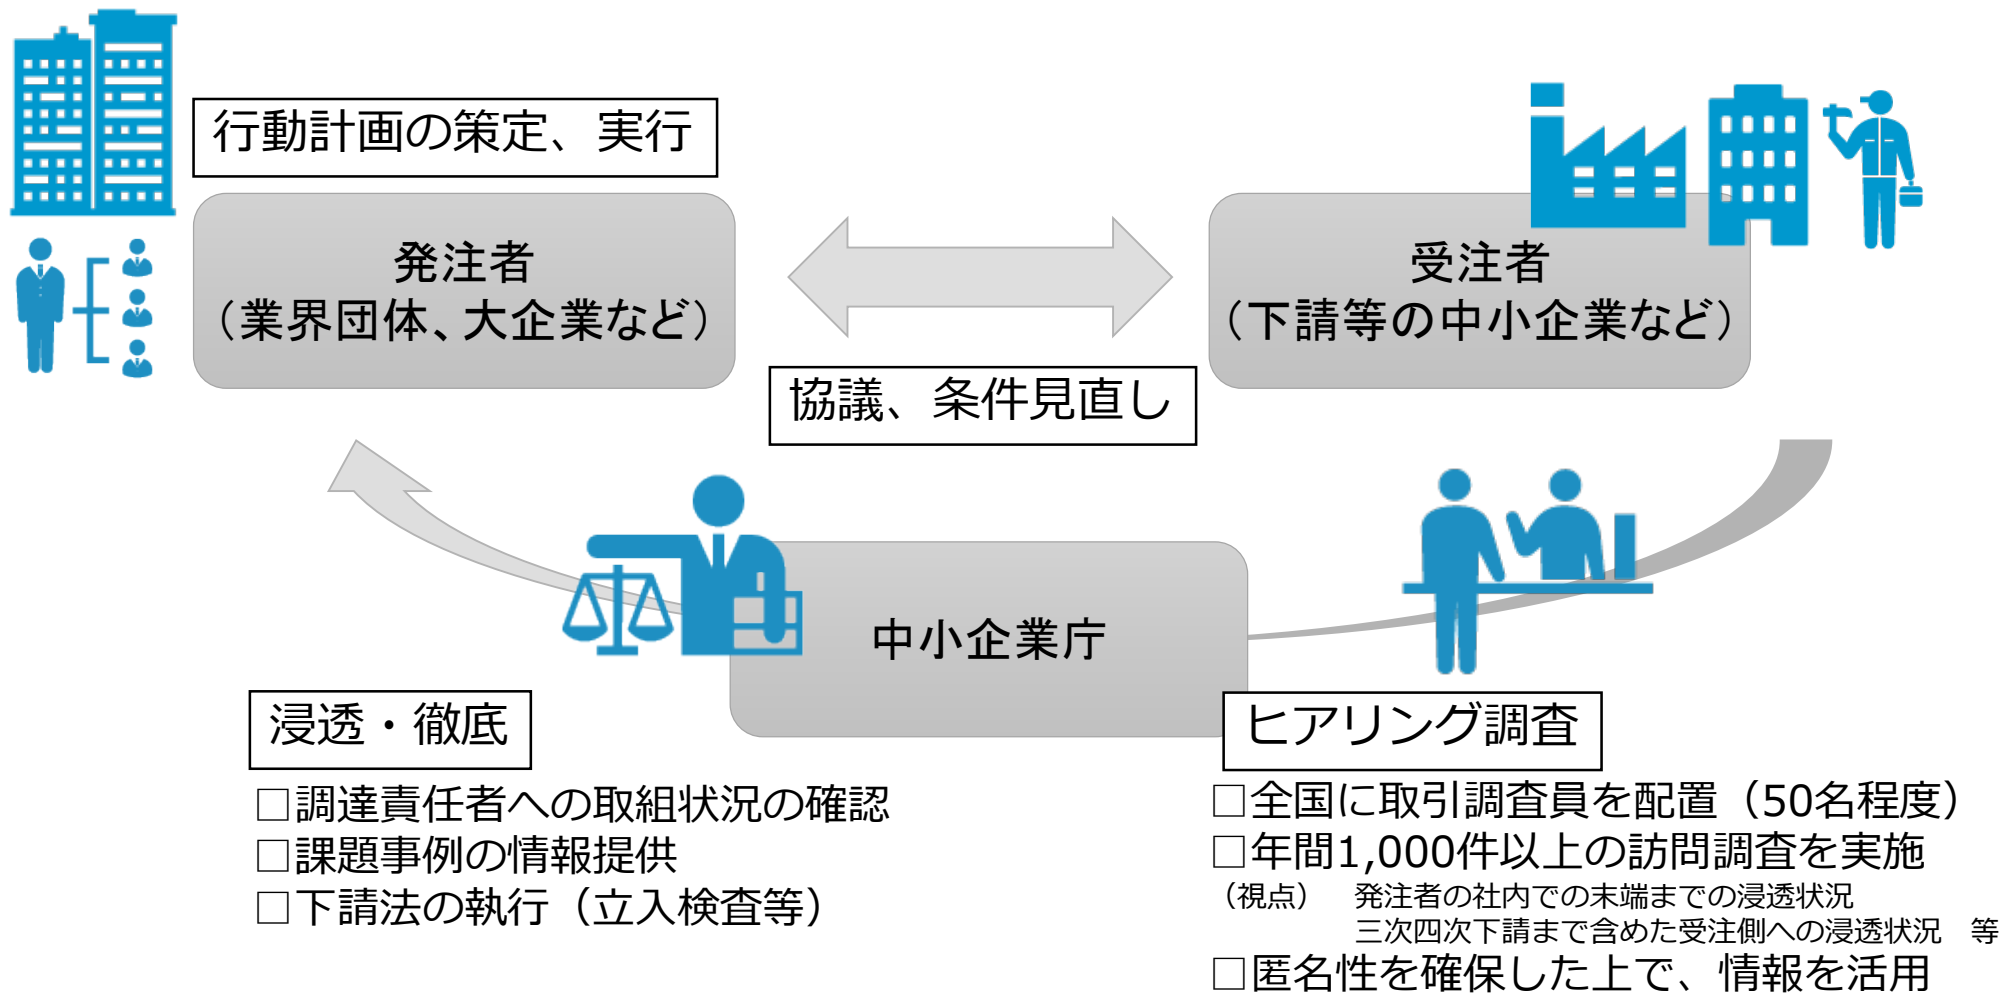 行動計画の策定、実行
発注者
（業界団体、大企業など）
受注者
（下請等の中小企業など）
協議、条件見直し
中小企業庁
浸透・徹底
□調達責任者への取組状況の確認
□課題事例の情報提供
□下請法の執行（立入検査等）
ヒアリング調査
□全国に取引調査員を配置（50名程度）
□年間1,000件以上の訪問調査を実施
（視点）　発注者の社内での末端までの浸透状況
三次四次下請まで含めた受注側への浸透状況　等
□匿名性を確保した上で、情報を活用